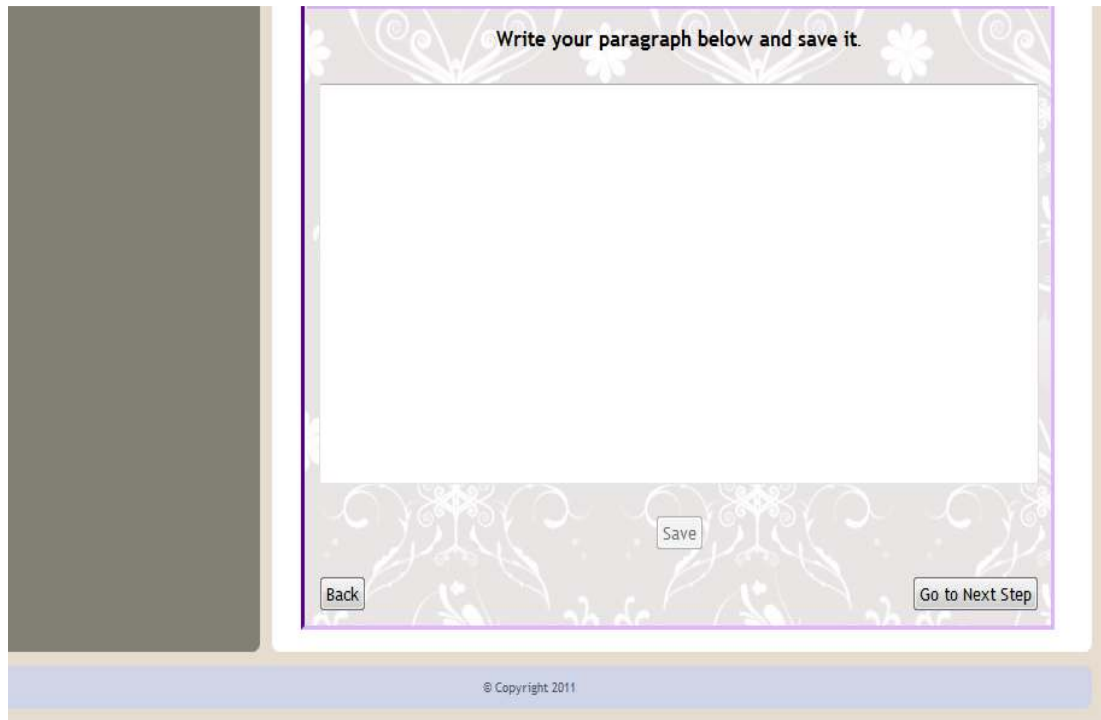 Write your paragraph below and save it.
Save
Back
Go to Next Step
© Copyright 2011